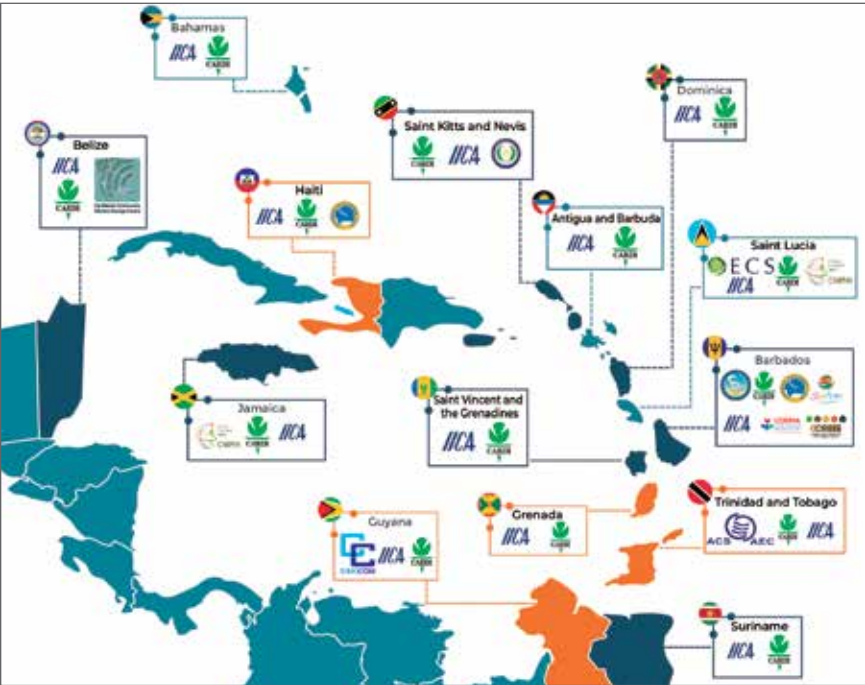 Bahamas
IICA CARDI
Dominica
IICA CARDI
Saint Kitts and Nevis
CARDI IICA
Belize
IICA
CARDI
Haiti
IICA CARDI
Antigua and Barbuda
IICA CARDI
Saint Lucia
OECS CARDI
IICA
Barbados
CARDI
IICA
Jamaica
CARDI IICA
Saint Vincent and
the Grenadines
IICA CARDI
Guyana
IICA CARDI
CARICOM
Grenada
IICA CARDI
Trinidad and Tobago
ACS AEC CARDI IICA
Suriname
IICA CARDI